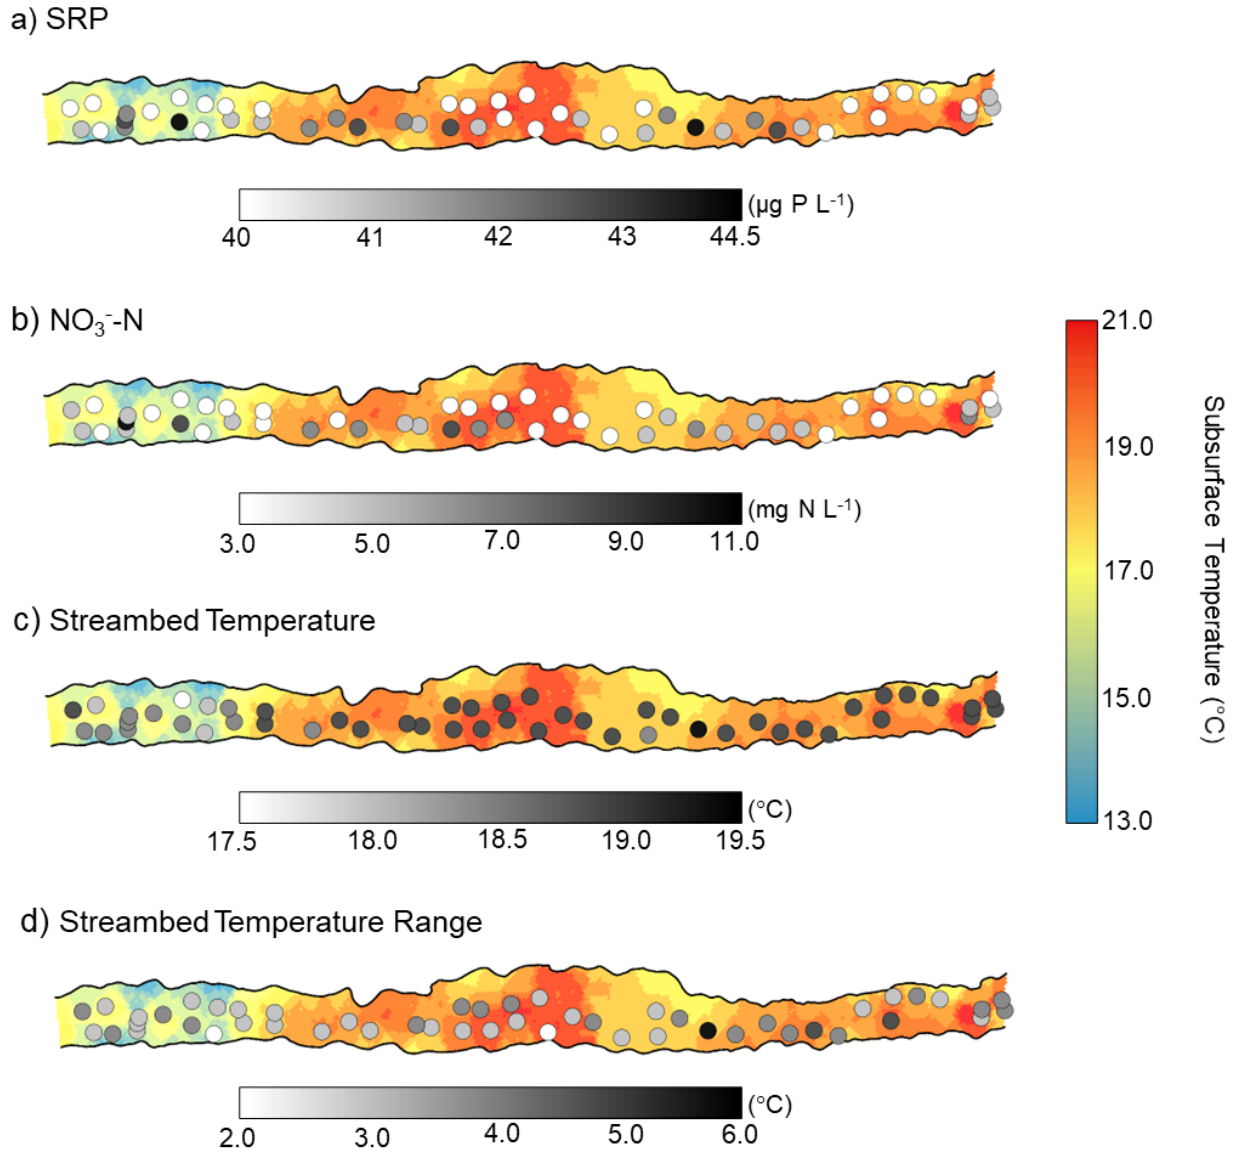 a) SRP
(µg P L⁻¹)
40 41 42 43 44.5
b) NO₃⁻-N
(mg N L⁻¹)
3.0 5.0 7.0 9.0 11.0
c) Streambed Temperature
(°C)
17.5 18.0 18.5 19.0 19.5
d) Streambed Temperature Range
(°C)
2.0 3.0 4.0 5.0 6.0
21.0
19.0
17.0
15.0
13.0
Subsurface Temperature (°C)